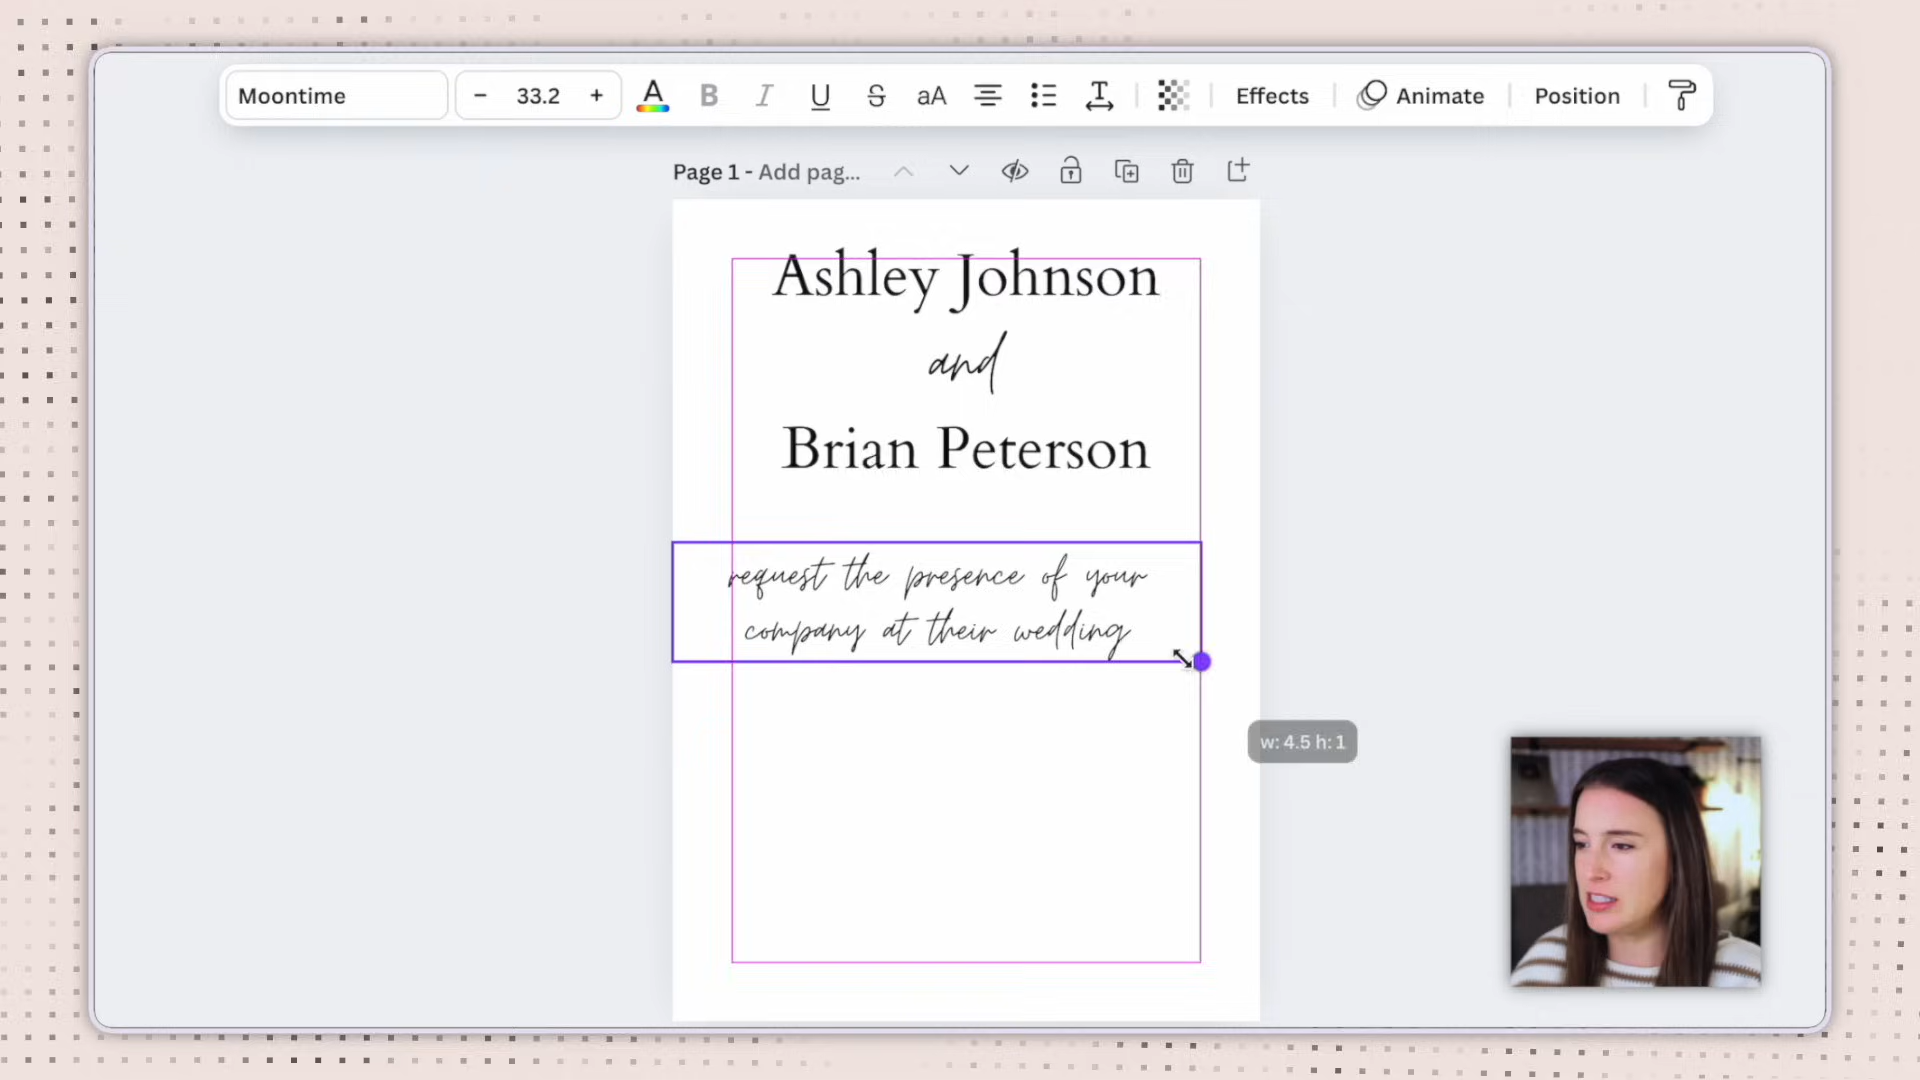 Moontime
− 33.2 +
A B I U S aA Effects Animate Position
Page 1 - Add pag...
Ashley Johnson
and
Brian Peterson
request the presence of your
company at their wedding
w: 4.5 h: 1